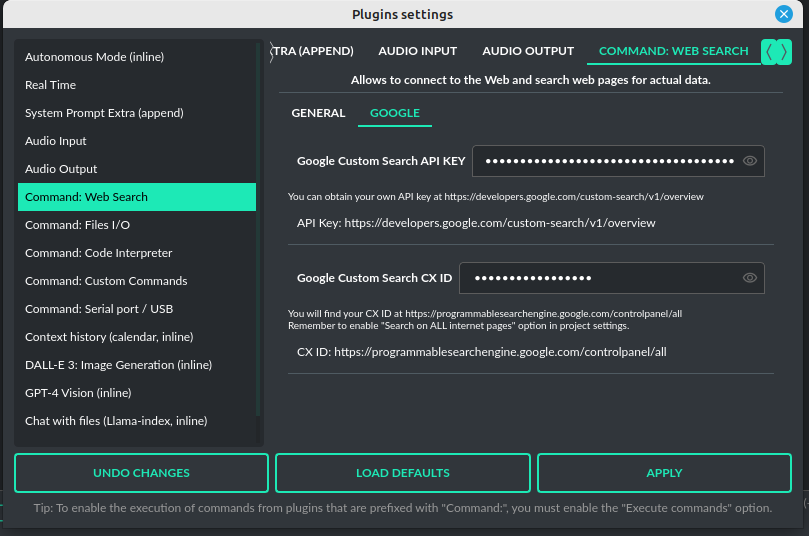 Plugins settings
Autonomous Mode (inline)
Real Time
System Prompt Extra (append)
Audio Input
Audio Output
Command: Web Search
Command: Files I/O
Command: Code Interpreter
Command: Custom Commands
Command: Serial port / USB
Context history (calendar, inline)
DALL-E 3: Image Generation (inline)
GPT-4 Vision (inline)
Chat with files (Llama-index, inline)
TRA (APPEND) AUDIO INPUT AUDIO OUTPUT COMMAND: WEB SEARCH
Allows to connect to the Web and search web pages for actual data.
GENERAL GOOGLE
Google Custom Search API KEY
You can obtain your own API key at https://developers.google.com/custom-search/v1/overview
API Key: https://developers.google.com/custom-search/v1/overview
Google Custom Search CX ID
You will find your CX ID at https://programmablesearchengine.google.com/controlpanel/all
Remember to enable "Search on ALL internet pages" option in project settings.
CX ID: https://programmablesearchengine.google.com/controlpanel/all
UNDO CHANGES LOAD DEFAULTS APPLY
Tip: To enable the execution of commands from plugins that are prefixed with "Command:", you must enable the "Execute commands" option.